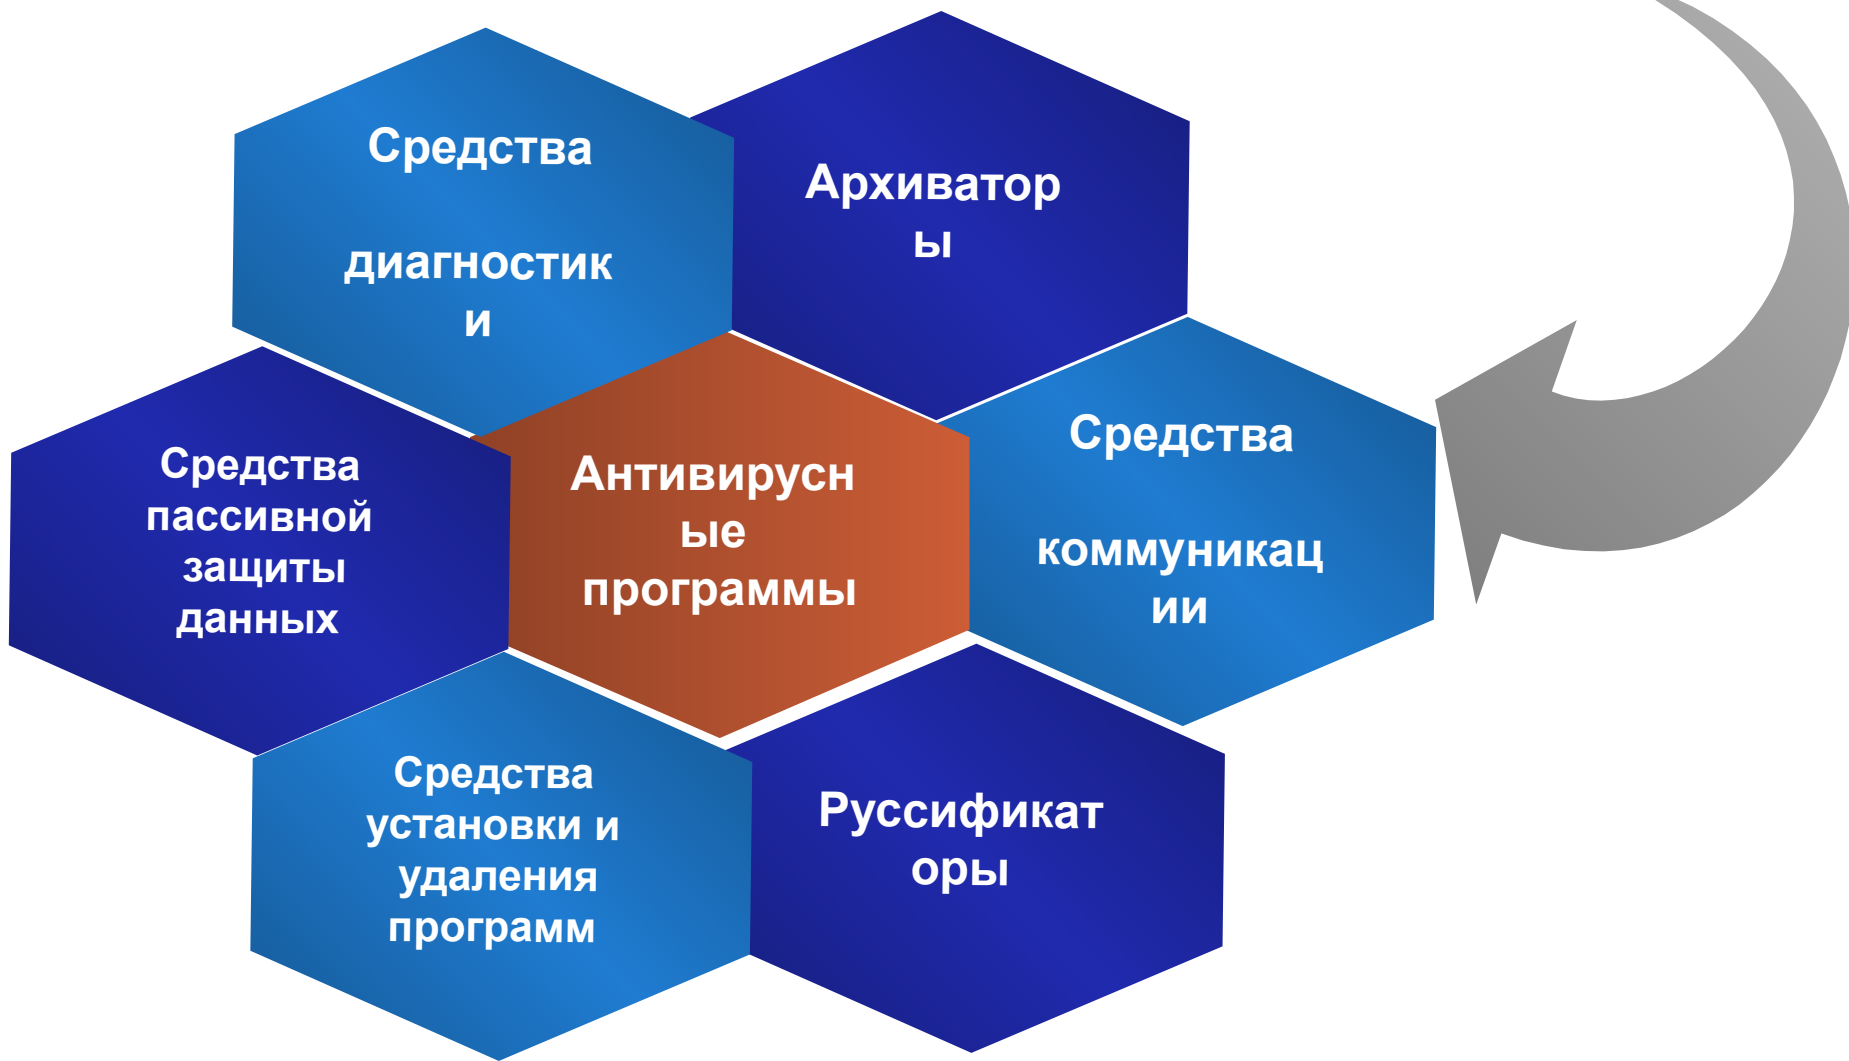 Средства
диагностик
и
Архиватор
ы
Средства
пассивной
защиты
данных
Антивирусн
ые
программы
Средства
коммуникац
ии
Средства
установки и
удаления
программ
Руссификат
оры